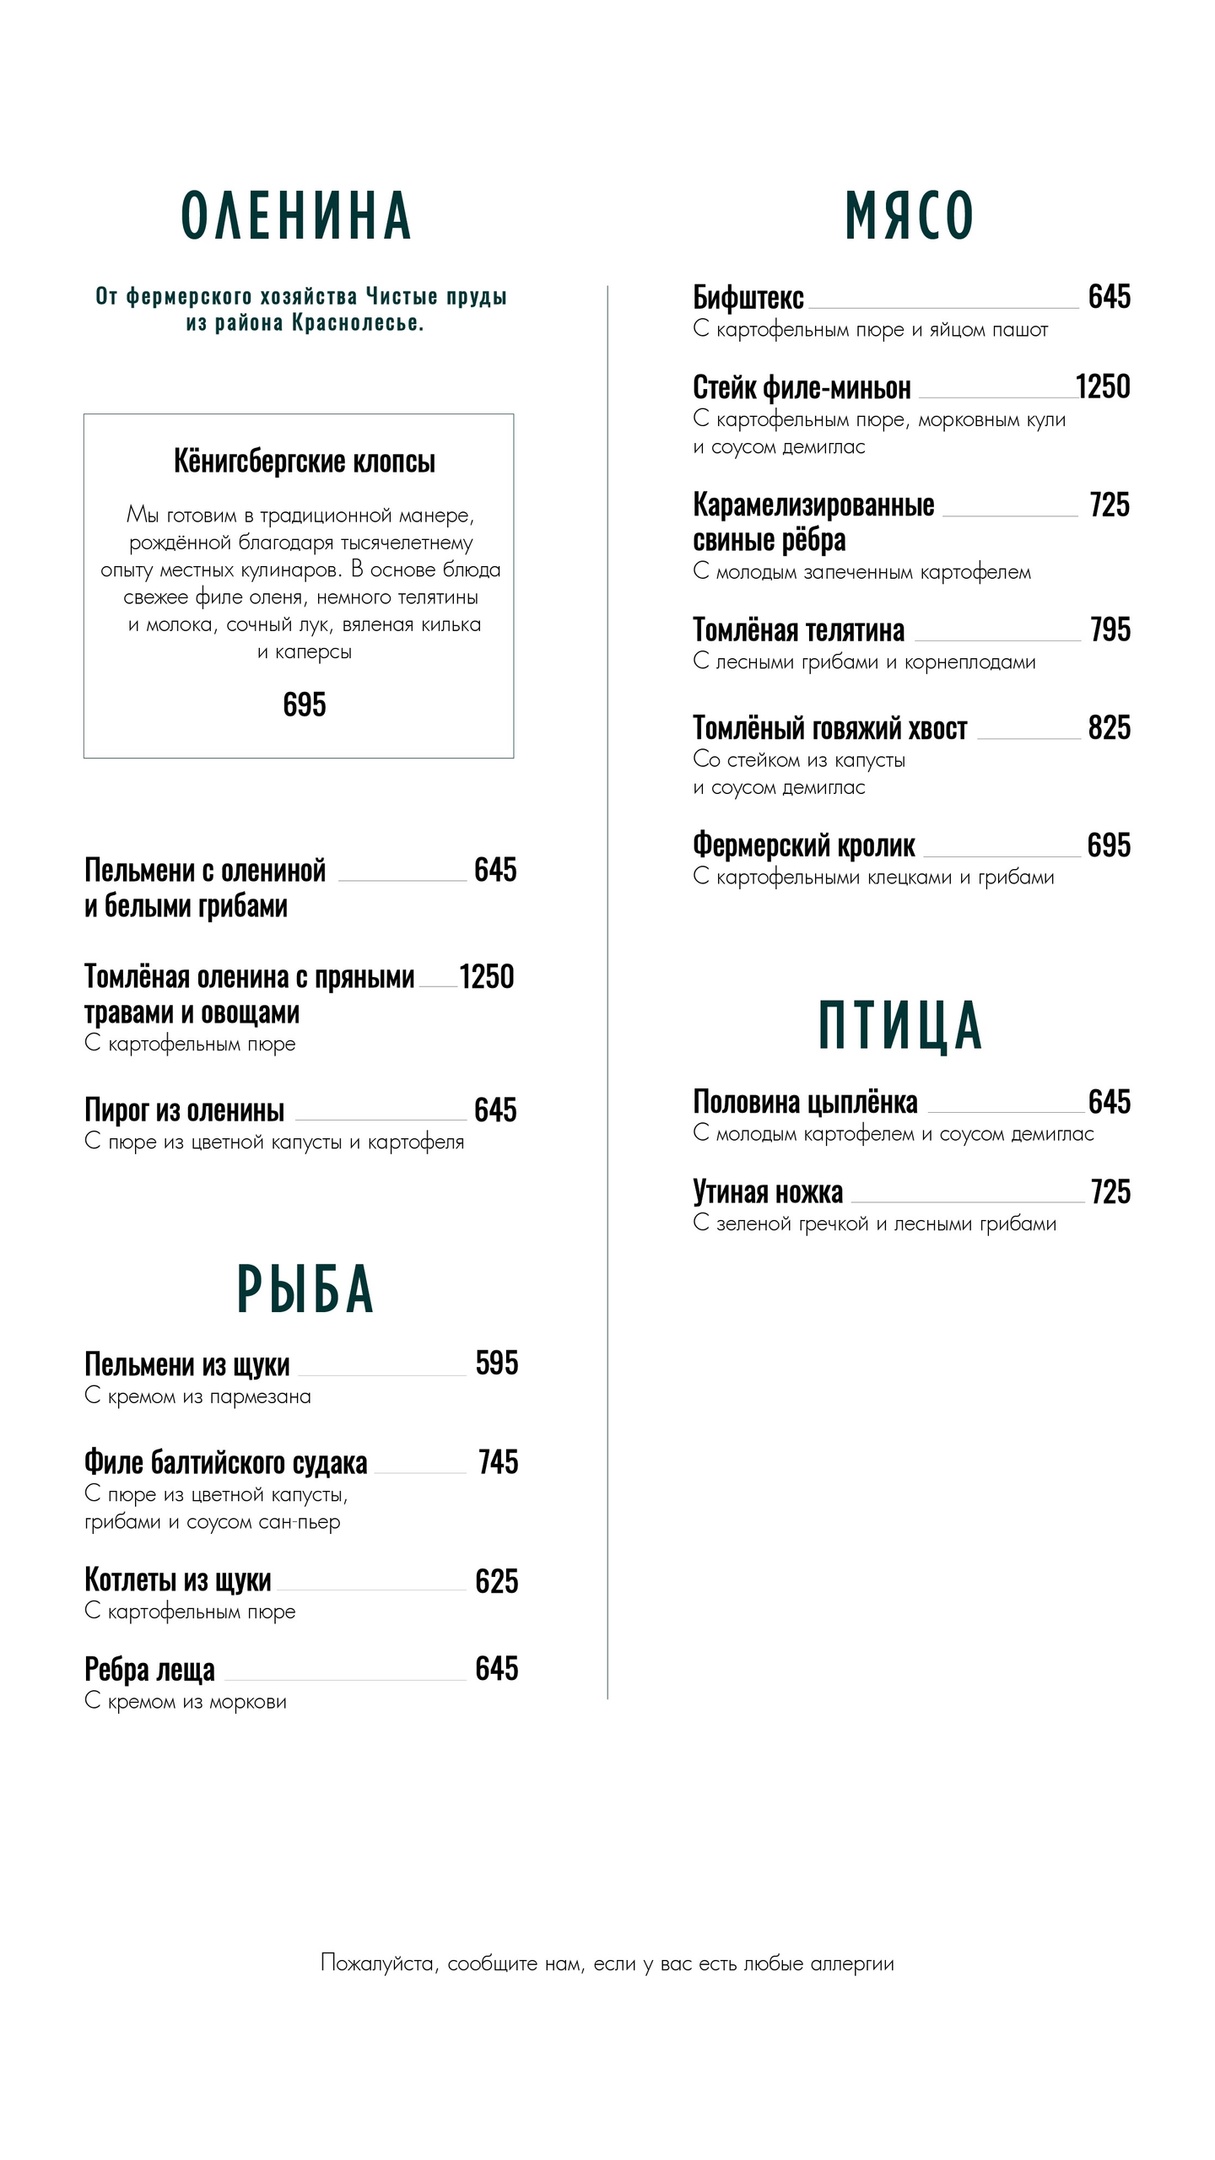 ОЛЕНИНА
От фермерского хозяйства Чистые пруды
из района Краснолесье.
Кёнигсбергские клопсы
Мы готовим в традиционной манере,
рождённой благодаря тысячелетнему
опыту местных кулинаров. В основе блюда
свежее филе оленя, немного телятины
и молока, сочный лук, вяленая килька
и каперсы
695
Пельмени с олениной 645
и белыми грибами
Томлёная оленина с пряными 1250
травами и овощами
С картофельным пюре
Пирог из оленины 645
С пюре из цветной капусты и картофеля
РЫБА
Пельмени из щуки 595
С кремом из пармезана
Филе балтийского судака 745
С пюре из цветной капусты,
грибами и соусом сан-пьер
Котлеты из щуки 625
С картофельным пюре
Ребра леща 645
С кремом из моркови
МЯСО
Бифштекс 645
С картофельным пюре и яйцом пашот
Стейк филе-миньон 1250
С картофельным пюре, морковным кули
и соусом демиглас
Карамелизированные 725
свиные рёбра
С молодым запеченным картофелем
Томлёная телятина 795
С лесными грибами и корнеплодами
Томлёный говяжий хвост 825
Со стейком из капусты
и соусом демиглас
Фермерский кролик 695
С картофельными клецками и грибами
ПТИЦА
Половина цыплёнка 645
С молодым картофелем и соусом демиглас
Утиная ножка 725
С зеленой гречкой и лесными грибами
Пожалуйста, сообщите нам, если у вас есть любые аллергии